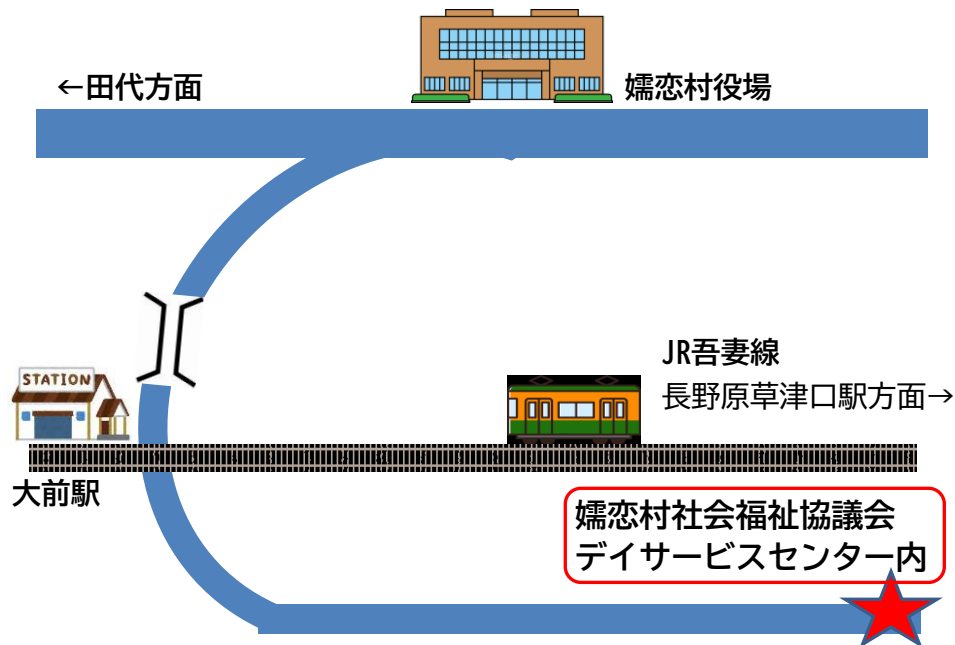 ←田代方面
嬬恋村役場
STATION
JR吾妻線
長野原草津口駅方面→
大前駅
嬬恋村社会福祉協議会
デイサービスセンター内